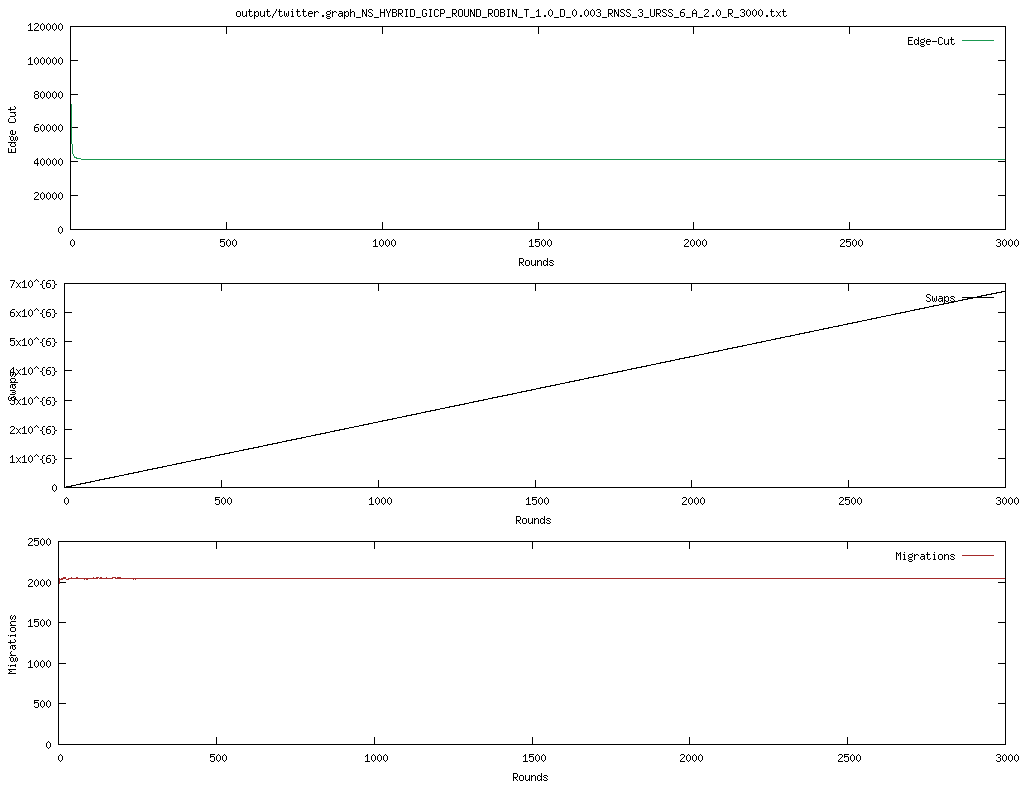 output/twitter.graph_NS_HYBRID_GICP_ROUND_ROBIN_T_1.0_D_0.003_RNSS_3_URSS_6_A_2.0_R_3000.txt
120000
100000
80000
60000
40000
20000
0
Edge Cut
Edge-Cut
0 500 1000 1500 2000 2500 3000
Rounds
7x10^{6}
6x10^{6}
5x10^{6}
4x10^{6}
3x10^{6}
2x10^{6}
1x10^{6}
0
Swaps
Swaps
0 500 1000 1500 2000 2500 3000
Rounds
2500
2000
1500
1000
500
0
Migrations
Migrations
0 500 1000 1500 2000 2500 3000
Rounds